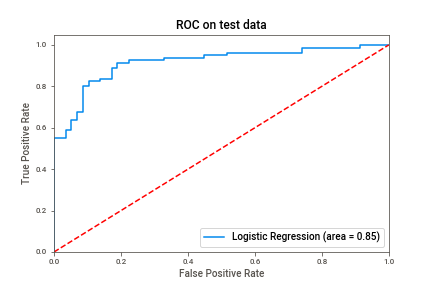 ROC on test data
True Positive Rate
1.0
0.8
0.6
0.4
0.2
0.0
0.0 0.2 0.4 0.6 0.8 1.0
False Positive Rate
Logistic Regression (area = 0.85)